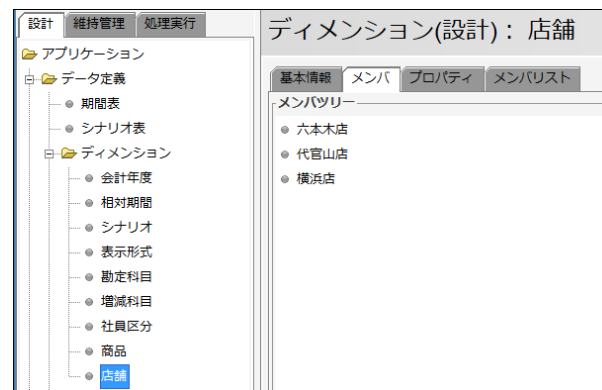 設計 維持管理 処理実行
アプリケーション
データ定義
期間表
シナリオ表
ディメンション
会計年度
相対期間
シナリオ
表示形式
勘定科目
増減科目
社員区分
商品
店舗
ディメンション(設計)： 店舗
基本情報 メンバ プロパティ メンバリスト
メンバツリー
六本木店
代官山店
横浜店